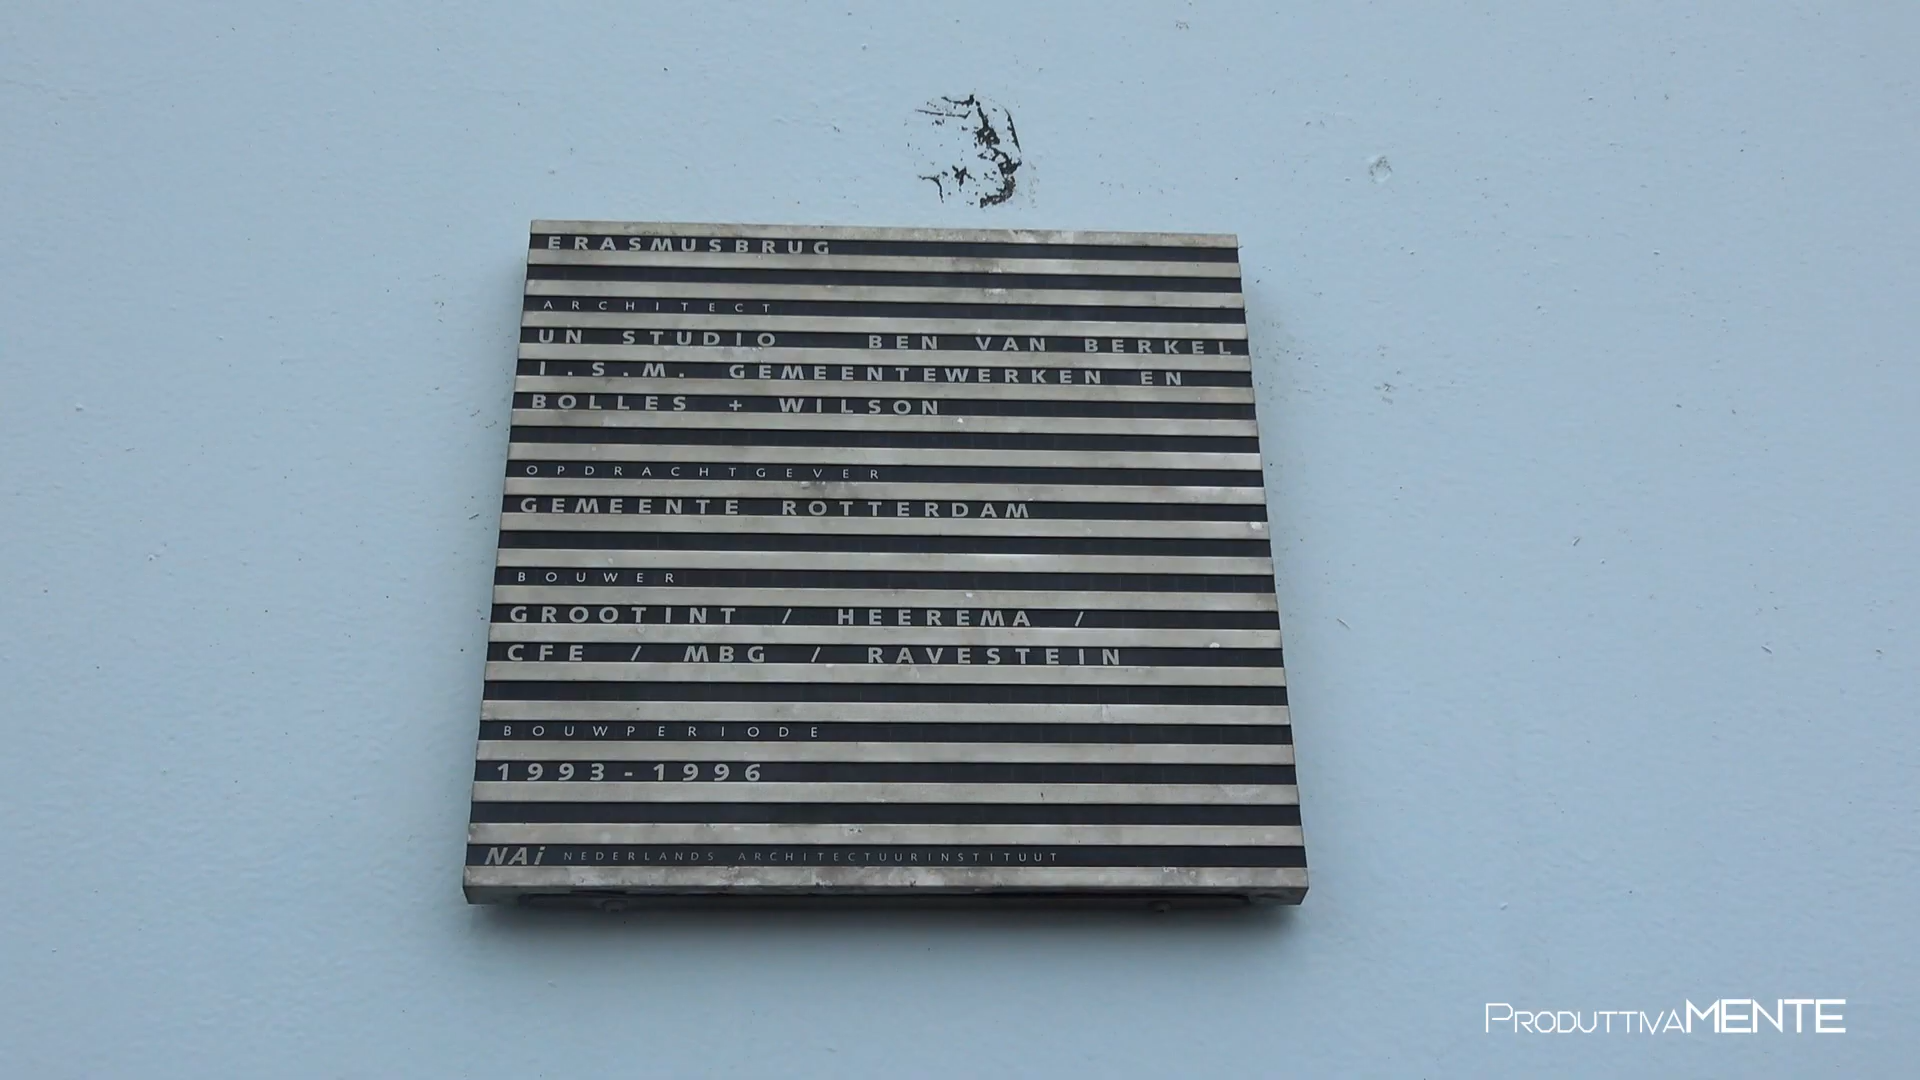 ERASMUSBRUG
ARCHITECT
UN STUDIO BEN VAN BERKEL
I.S.M. GEMEENTEWERKEN EN
BOLLES + WILSON
OPDRACHTGEVER
GEMEENTE ROTTERDAM
BOUWER
GROOTINT / HEEREMA /
CFE / MBG / RAVESTEIN
BOUWPERIODE
1993-1996
NAi NEDERLANDS ARCHITECTUURINSTITUUT
PRODUTTIVAMENTE